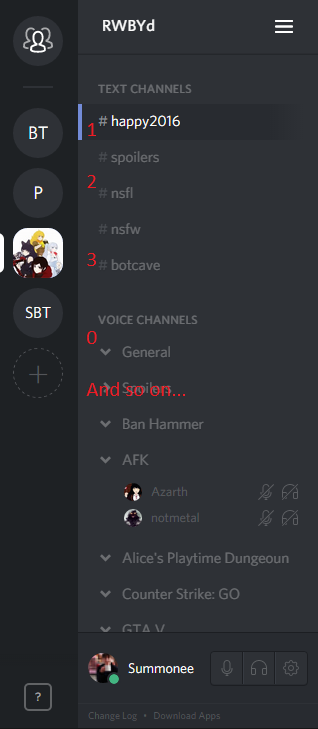 RWBYd
TEXT CHANNELS
# happy2016
1
# spoilers
2
# nsfl
# nsfw
3
# botcave
VOICE CHANNELS
0
General
Spoilers
And so on...
Ban Hammer
AFK
Azarth
notmetal
Alice's Playtime Dungeoun
Counter Strike: GO
GTA V
BT
P
SBT
+
?
Summonee
Change Log • Download Apps